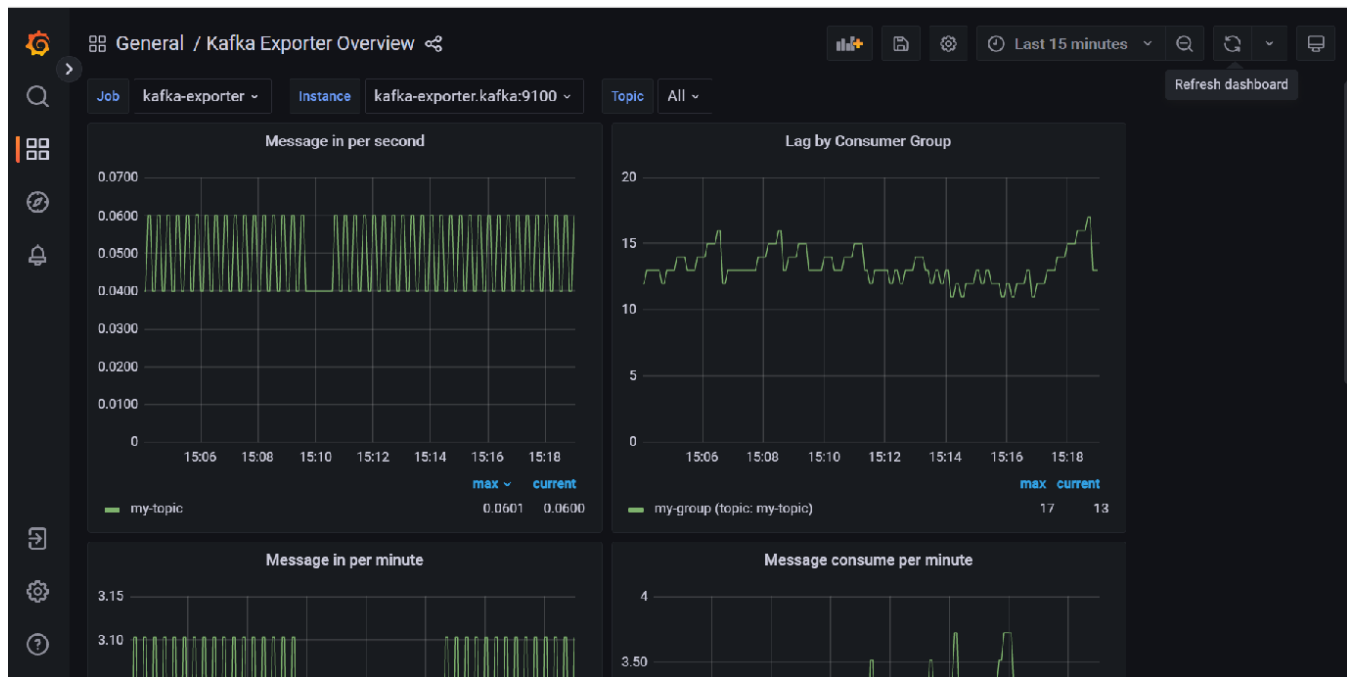 General / Kafka Exporter Overview
Last 15 minutes
Refresh dashboard
Job kafka-exporter Instance kafka-exporter.kafka:9100 Topic All
Message in per second
0.0700
0.0600
0.0500
0.0400
0.0300
0.0200
0.0100
0
15:06 15:08 15:10 15:12 15:14 15:16 15:18
max current
my-topic 0.0601 0.0600
Lag by Consumer Group
20
15
10
5
0
15:06 15:08 15:10 15:12 15:14 15:16 15:18
max current
my-group (topic: my-topic) 17 13
Message in per minute
3.15
3.10
Message consume per minute
4
3.50